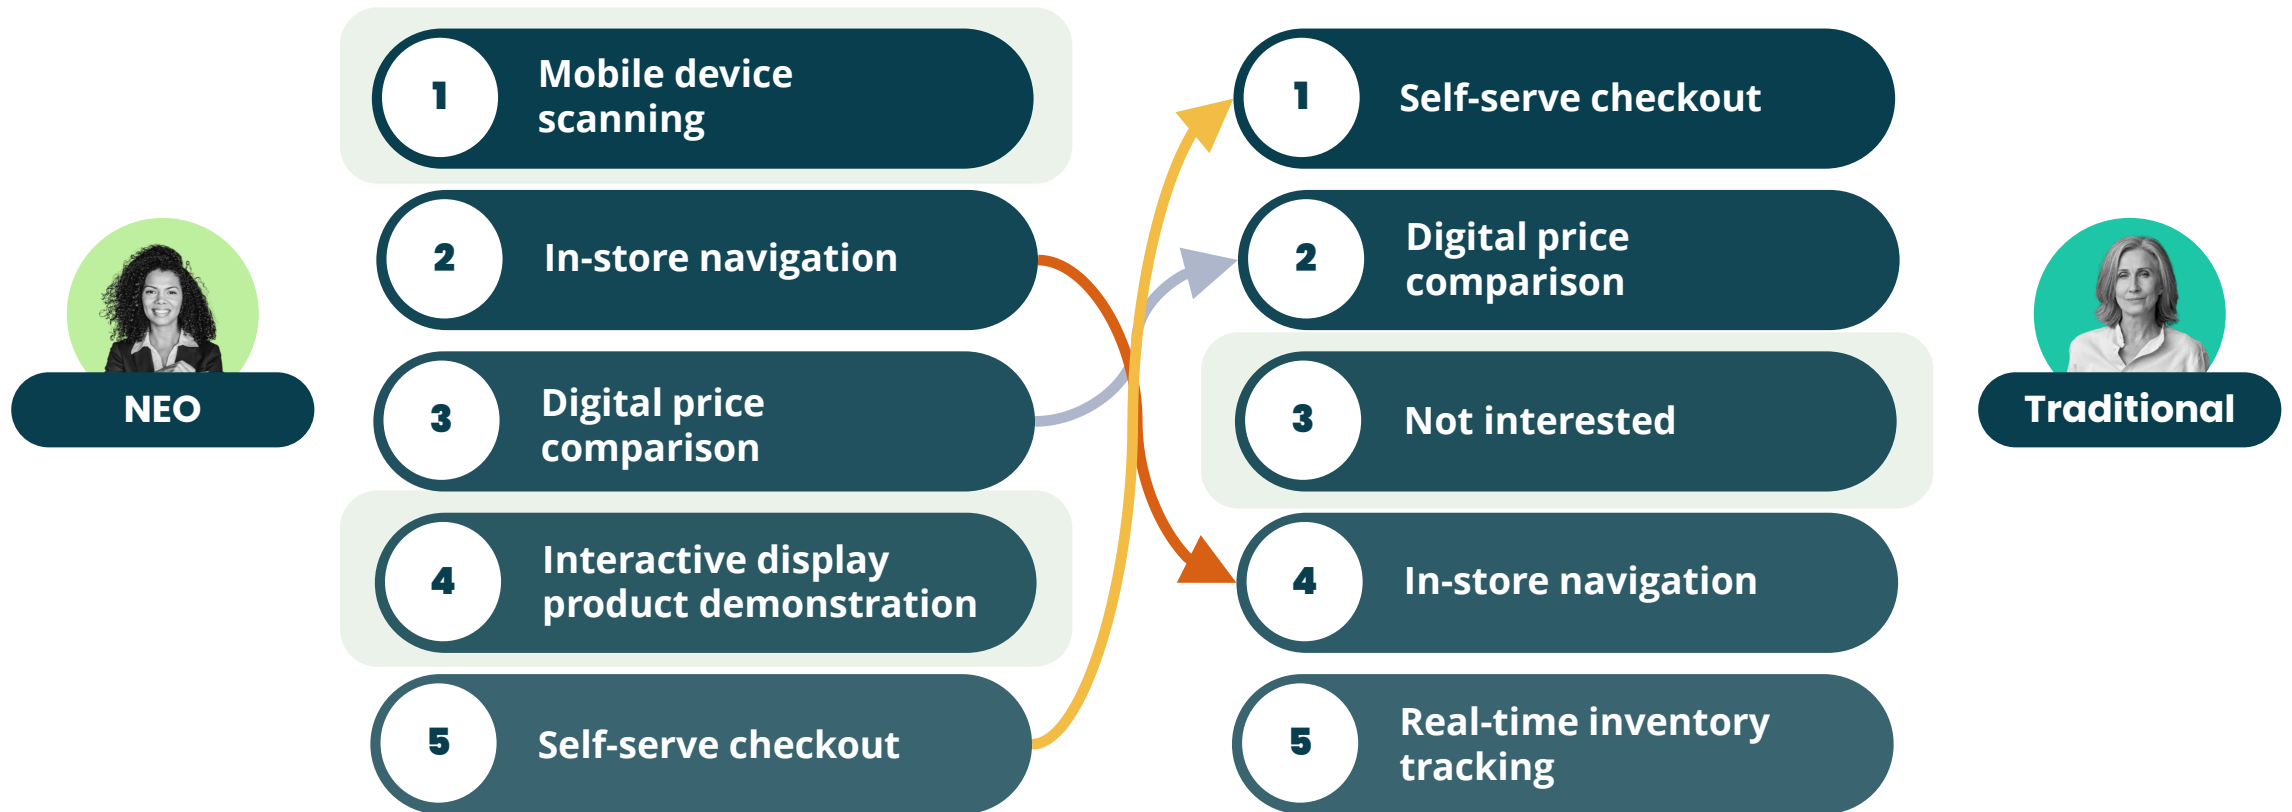 NEO
1
Mobile device
scanning
2
In-store navigation
3
Digital price
comparison
4
Interactive display
product demonstration
5
Self-serve checkout
1
Self-serve checkout
2
Digital price
comparison
3
Not interested
4
In-store navigation
5
Real-time inventory
tracking
Traditional